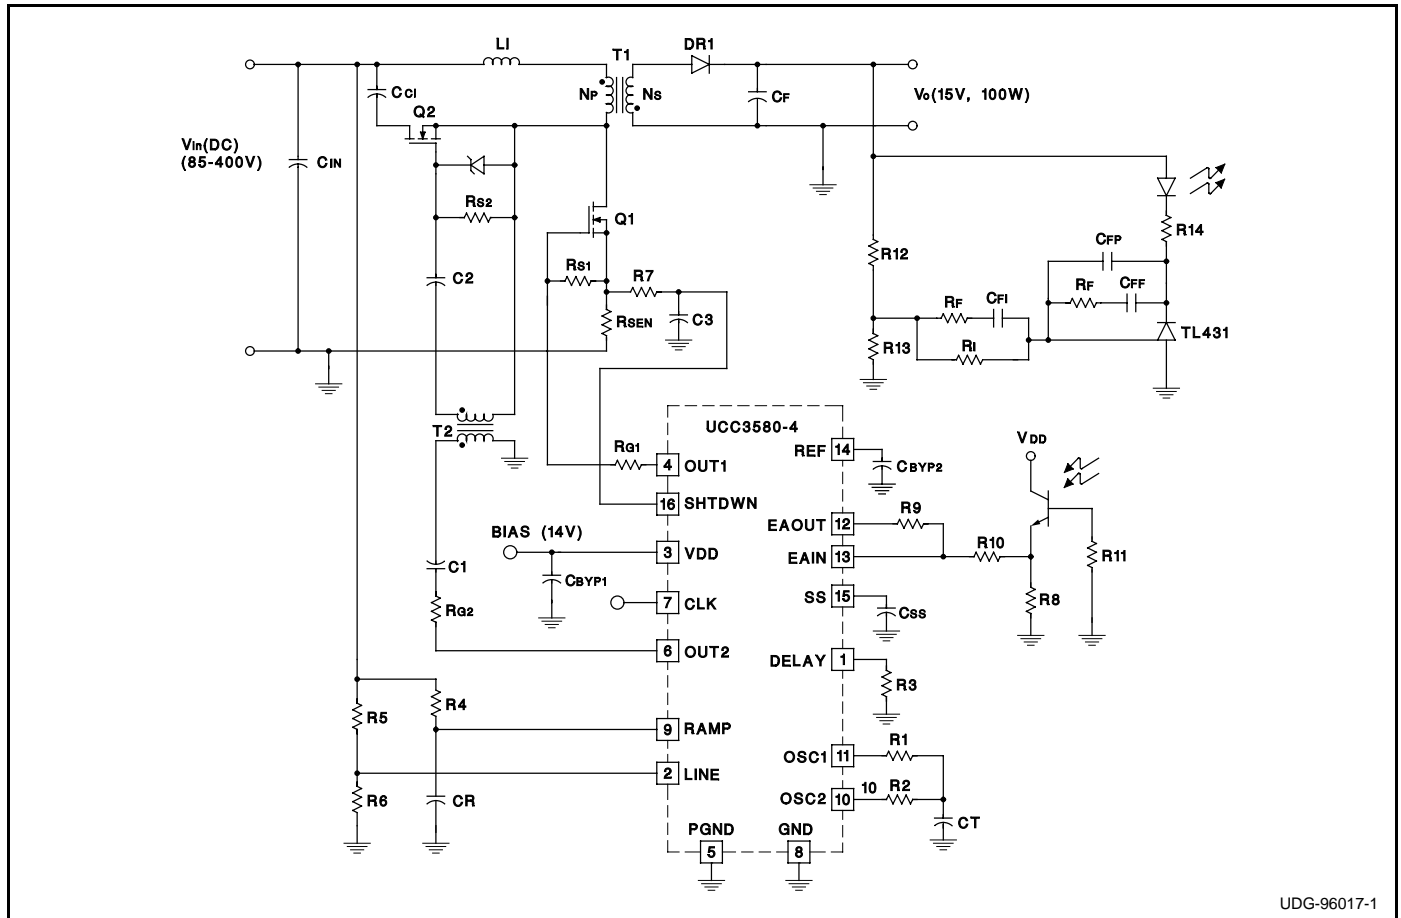 LI
T1
DR1
CCI
NP
NS
CF
Vo(15V, 100W)
Q2
Vin(DC)
(85-400V)
CIN
RS2
Q1
R14
R12
CFP
C2
RS1
R7
RF
CFF
RSEN
C3
RF
CFI
TL431
R13
RI
UCC3580-4
T2
RG1
4
OUT1
REF
14
CBYP2
VDD
16
SHTDWN
EAOUT
12
R9
BIAS (14V)
3
VDD
EAIN
13
R10
R11
C1
CBYP1
7
CLK
SS
15
CSS
R8
RG2
6
OUT2
DELAY
1
R3
R4
R5
9
RAMP
OSC1
11
R1
2
LINE
OSC2
10
10
R2
R6
CR
CT
PGND
GND
5
8
UDG-96017-1